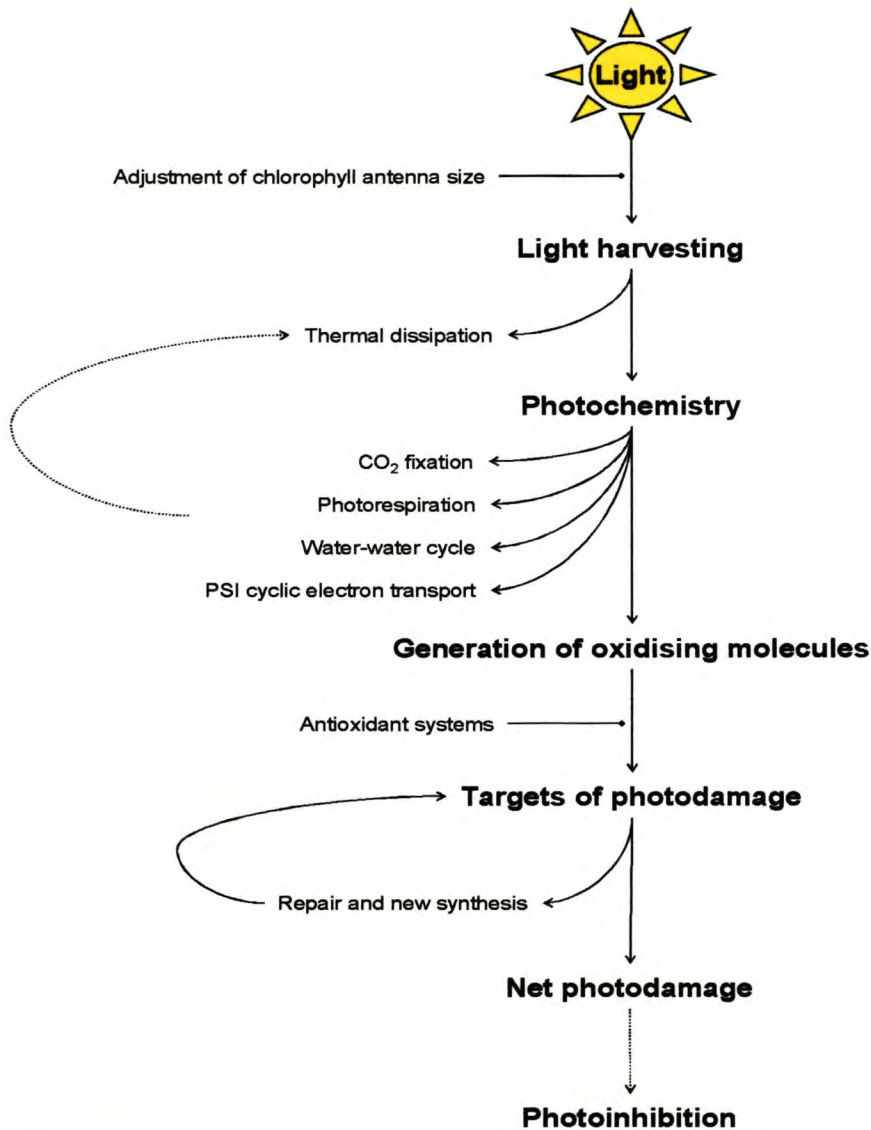 Light
Adjustment of chlorophyll antenna size
Light harvesting
Thermal dissipation
Photochemistry
CO₂ fixation
Photorespiration
Water-water cycle
PSI cyclic electron transport
Generation of oxidising molecules
Antioxidant systems
Targets of photodamage
Repair and new synthesis
Net photodamage
Photoinhibition